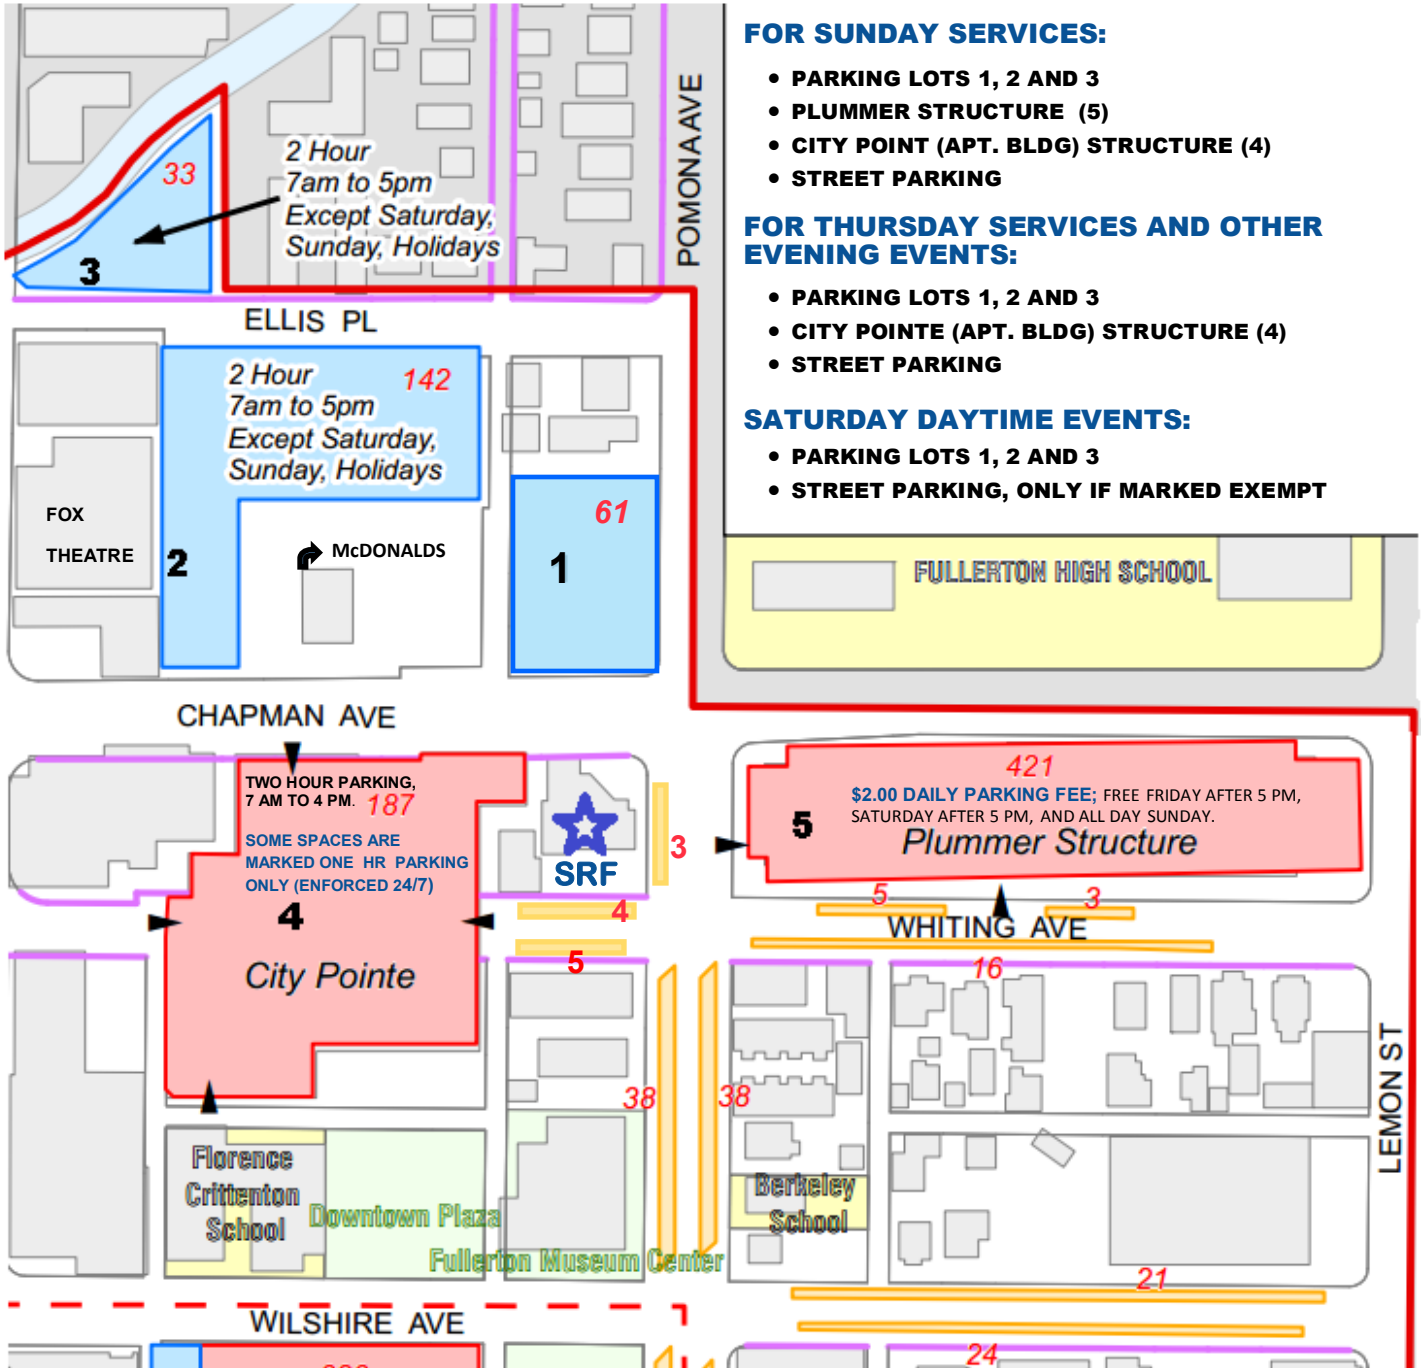 FOR SUNDAY SERVICES:
• PARKING LOTS 1, 2 AND 3
• PLUMMER STRUCTURE (5)
• CITY POINT (APT. BLDG) STRUCTURE (4)
• STREET PARKING
FOR THURSDAY SERVICES AND OTHER
EVENING EVENTS:
• PARKING LOTS 1, 2 AND 3
• CITY POINTE (APT. BLDG) STRUCTURE (4)
• STREET PARKING
SATURDAY DAYTIME EVENTS:
• PARKING LOTS 1, 2 AND 3
• STREET PARKING, ONLY IF MARKED EXEMPT
POMONA AVE
33
2 Hour
7am to 5pm
Except Saturday,
Sunday, Holidays
3
ELLIS PL
2 Hour
7am to 5pm
Except Saturday,
Sunday, Holidays
142
FOX
THEATRE
2
McDONALDS
61
1
FULLERTON HIGH SCHOOL
CHAPMAN AVE
TWO HOUR PARKING,
7 AM TO 4 PM.
187
SOME SPACES ARE
MARKED ONE HR PARKING
ONLY (ENFORCED 24/7)
4
City Pointe
SRF
3
4
5
421
$2.00 DAILY PARKING FEE; FREE FRIDAY AFTER 5 PM,
SATURDAY AFTER 5 PM, AND ALL DAY SUNDAY.
5
Plummer Structure
5
3
WHITING AVE
16
38
38
LEMON ST
Florence
Crittenton
School
Downtown Plaza
Fullerton Museum Center
Berkeley
School
21
WILSHIRE AVE
24